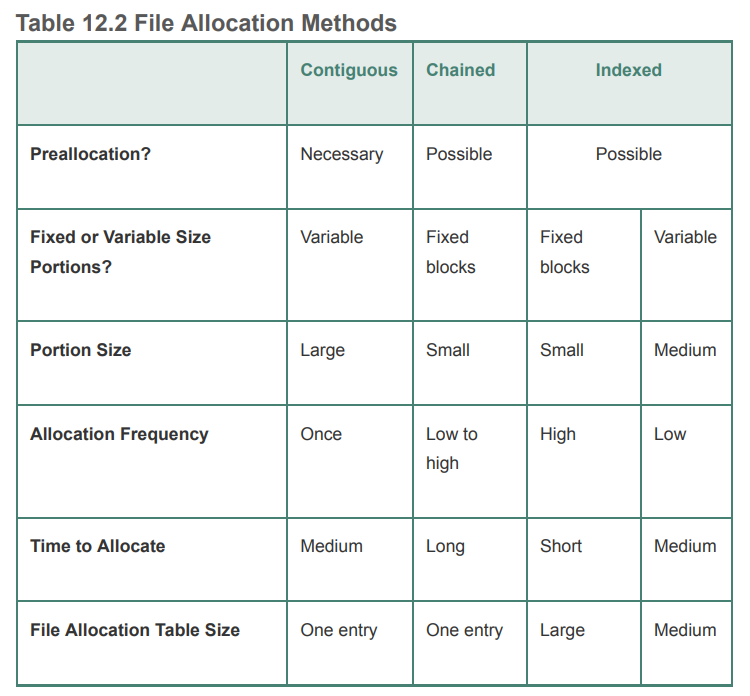 Table 12.2 File Allocation Methods
Contiguous Chained Indexed
Preallocation? Necessary Possible Possible
Fixed or Variable Size Variable Fixed Fixed Variable
Portions? blocks blocks
Portion Size Large Small Small Medium
Allocation Frequency Once Low to High Low
high
Time to Allocate Medium Long Short Medium
File Allocation Table Size One entry One entry Large Medium